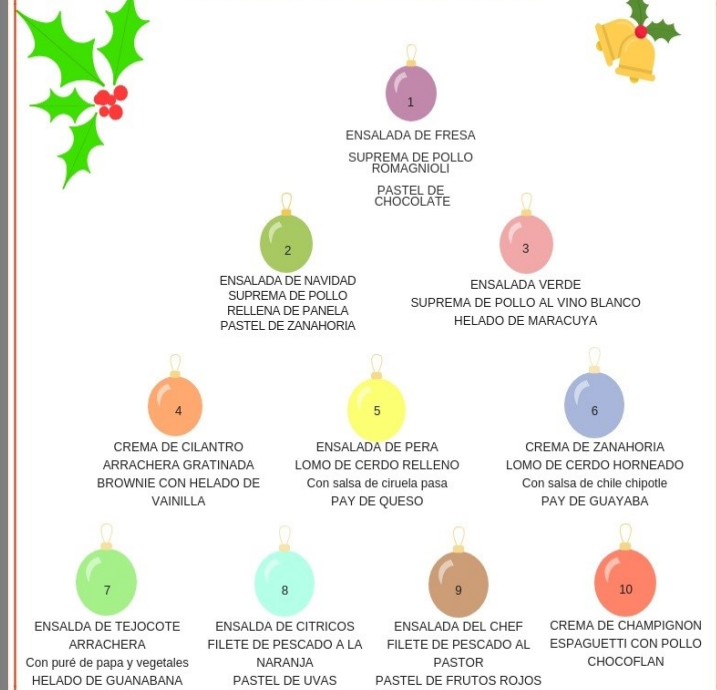 1
ENSALADA DE FRESA
SUPREMA DE POLLO
ROMAGNIOLI
PASTEL DE
CHOCOLATE
2
ENSALADA DE NAVIDAD
SUPREMA DE POLLO
RELLENA DE PANELA
PASTEL DE ZANAHORIA
3
ENSALADA VERDE
SUPREMA DE POLLO AL VINO BLANCO
HELADO DE MARACUYA
4
CREMA DE CILANTRO
ARRACHERA GRATINADA
BROWNIE CON HELADO DE
VAINILLA
5
ENSALADA DE PERA
LOMO DE CERDO RELLENO
Con salsa de ciruela pasa
PAY DE QUESO
6
CREMA DE ZANAHORIA
LOMO DE CERDO HORNEADO
Con salsa de chile chipotle
PAY DE GUAYABA
7
ENSALDA DE TEJOCOTE
ARRACHERA
Con puré de papa y vegetales
HELADO DE GUANABANA
8
ENSALDA DE CITRICOS
FILETE DE PESCADO A LA
NARANJA
PASTEL DE UVAS
9
ENSALADA DEL CHEF
FILETE DE PESCADO AL
PASTOR
PASTEL DE FRUTOS ROJOS
10
CREMA DE CHAMPIGNON
ESPAGUETTI CON POLLO
CHOCOFLAN